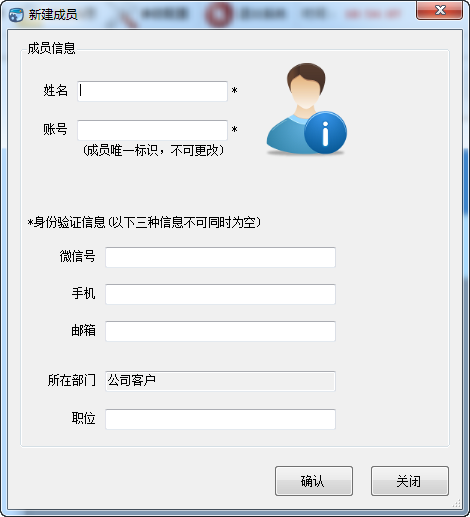 新建成员
成员信息
姓名 *
账号 *
(成员唯一标识，不可更改)
*身份验证信息(以下三种信息不可同时为空)
微信号
手机
邮箱
所在部门 公司客户
职位
确认 关闭